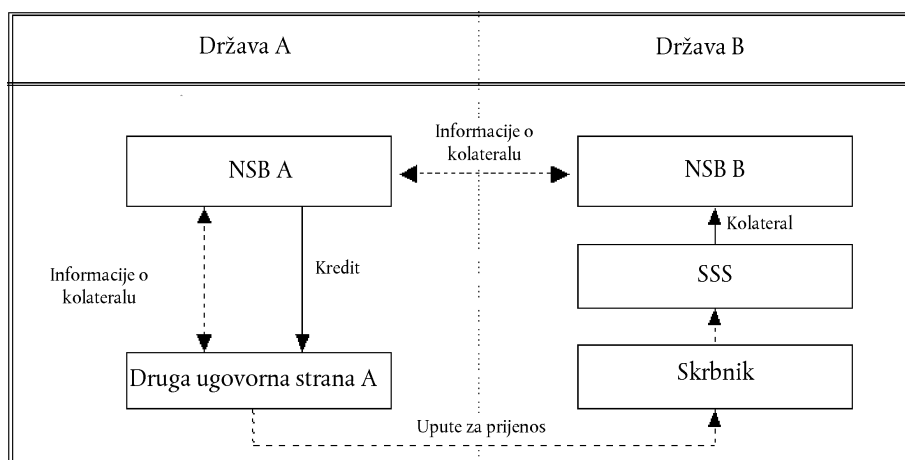 Država A
Država B
Informacije o
kolateralu
NSB A
NSB B
Kolateral
Informacije o
kolateralu
Kredit
SSS
Druga ugovorna strana A
Skrbnik
Upute za prijenos